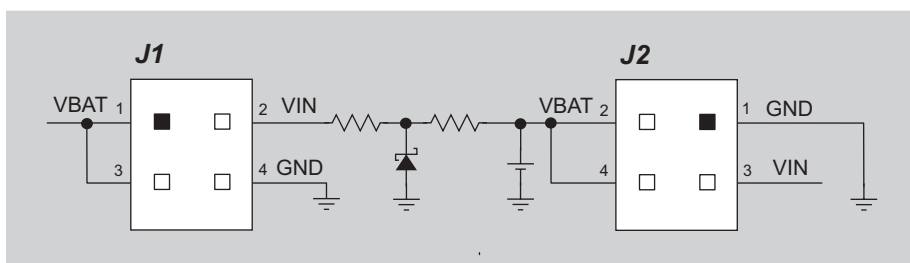 J1
J2
VBAT 1 2 VIN
VBAT 2 1 GND
3 4 GND
4 3 VIN